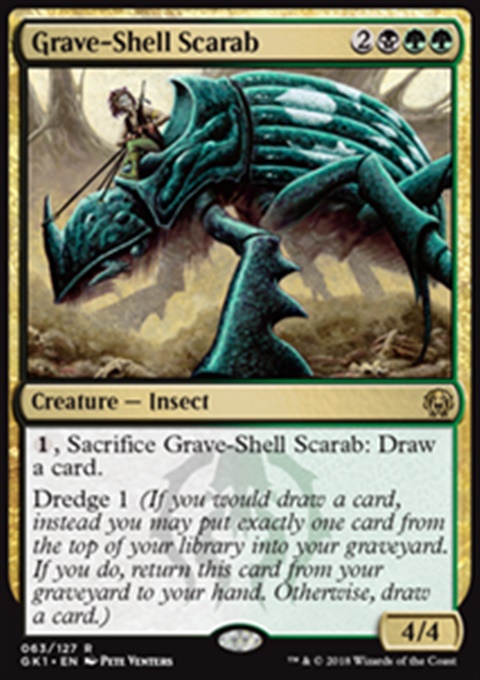 Grave-Shell Scarab 2
Creature — Insect
1, Sacrifice Grave-Shell Scarab: Draw
a card.
Dredge 1 (If you would draw a card,
instead you may put exactly one card from
the top of your library into your graveyard.
If you do, return this card from your
graveyard to your hand. Otherwise, draw
a card.)
4/4
063/127 R
GK1 • EN Pete Venters
™ & © 2018 Wizards of the Coast